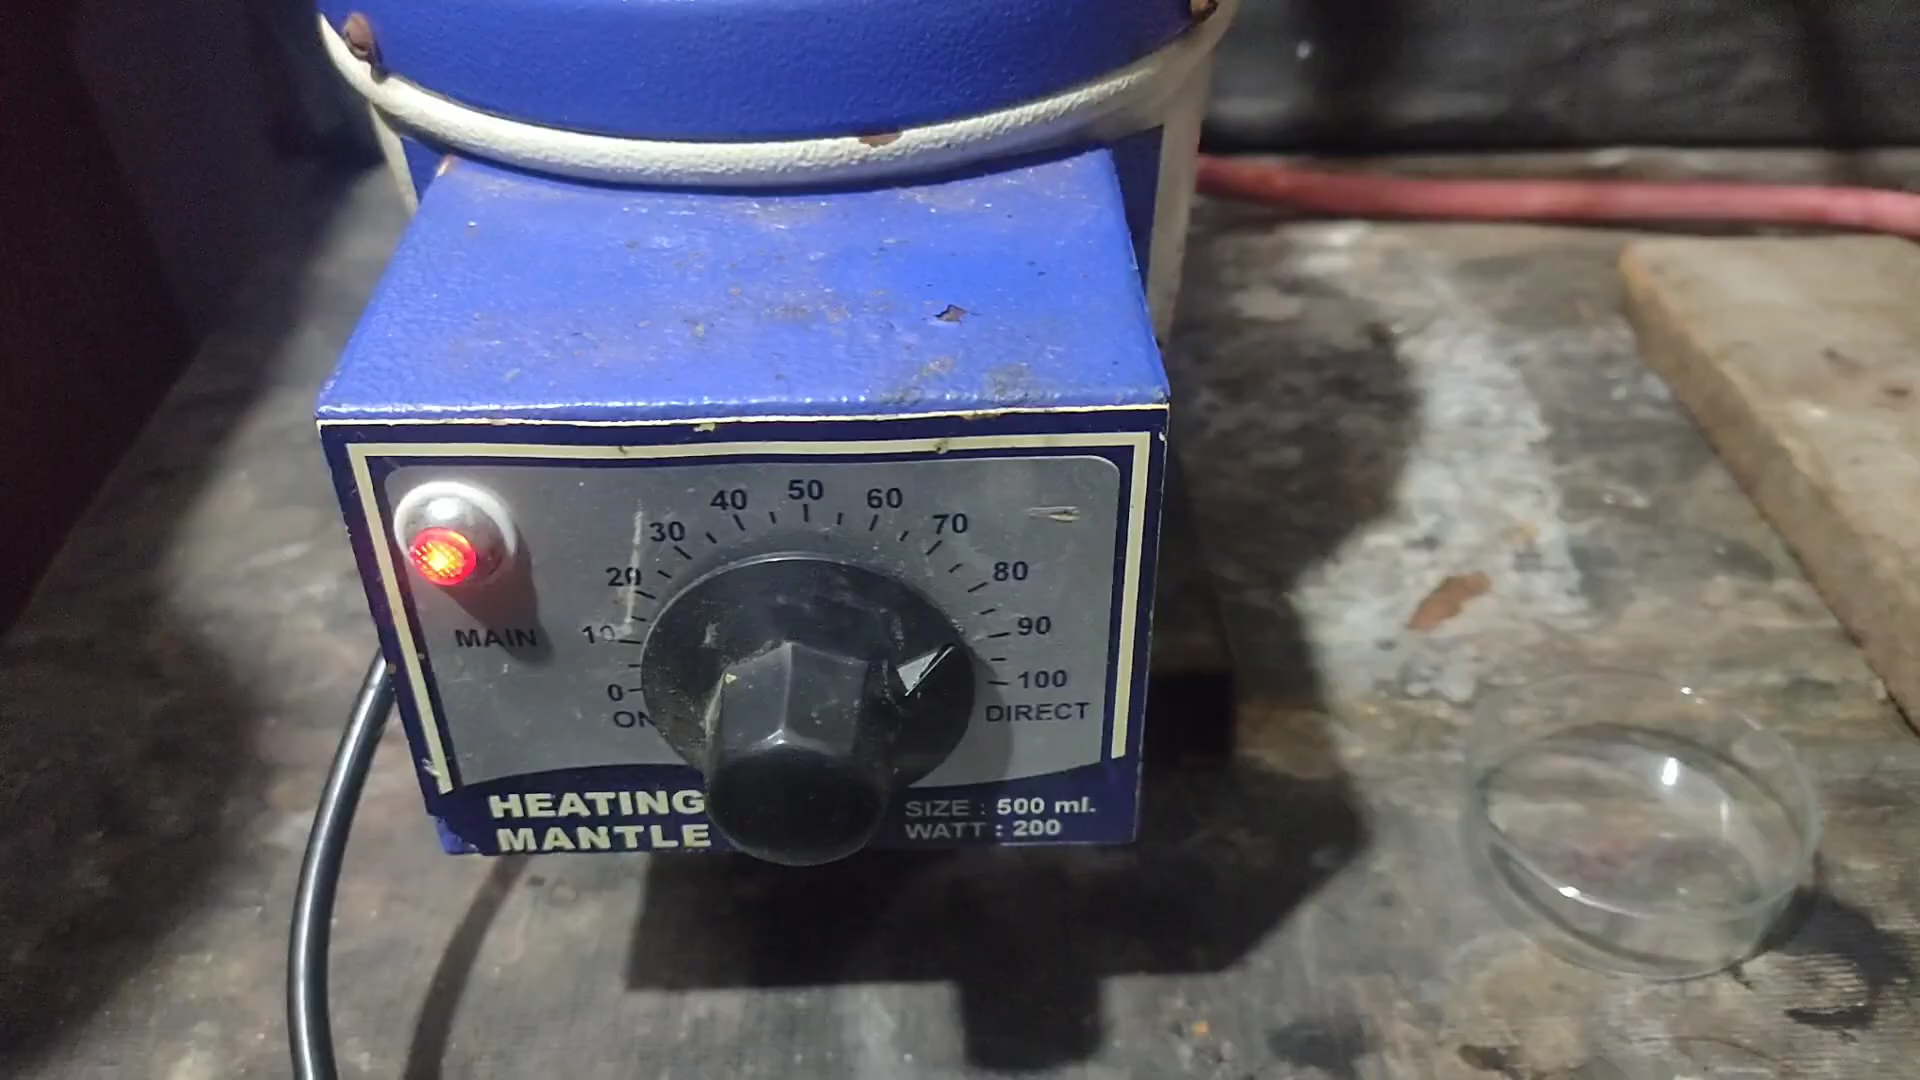 40 50 60
30 70
20 80
10 90
0 100
ON DIRECT
MAIN
HEATING
MANTLE
SIZE : 500 ml.
WATT : 200